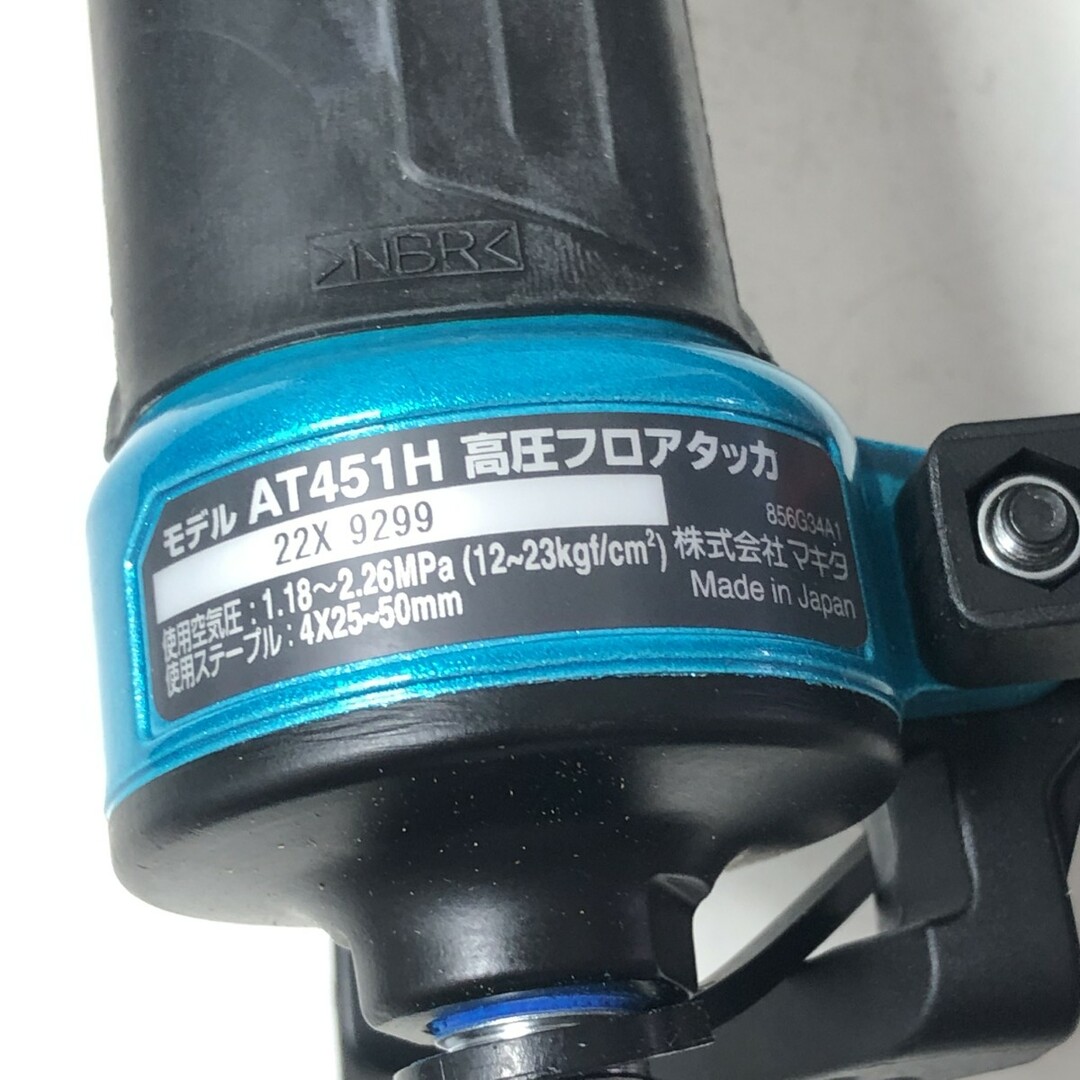 >NBR<
モデル AT451H 高圧フロアタッカ
22X 9299
856G34A1
使用空気圧：1.18～2.26MPa (12~23kgf/cm²) 株式会社マキタ
使用ステープル：4X25~50mm Made in Japan